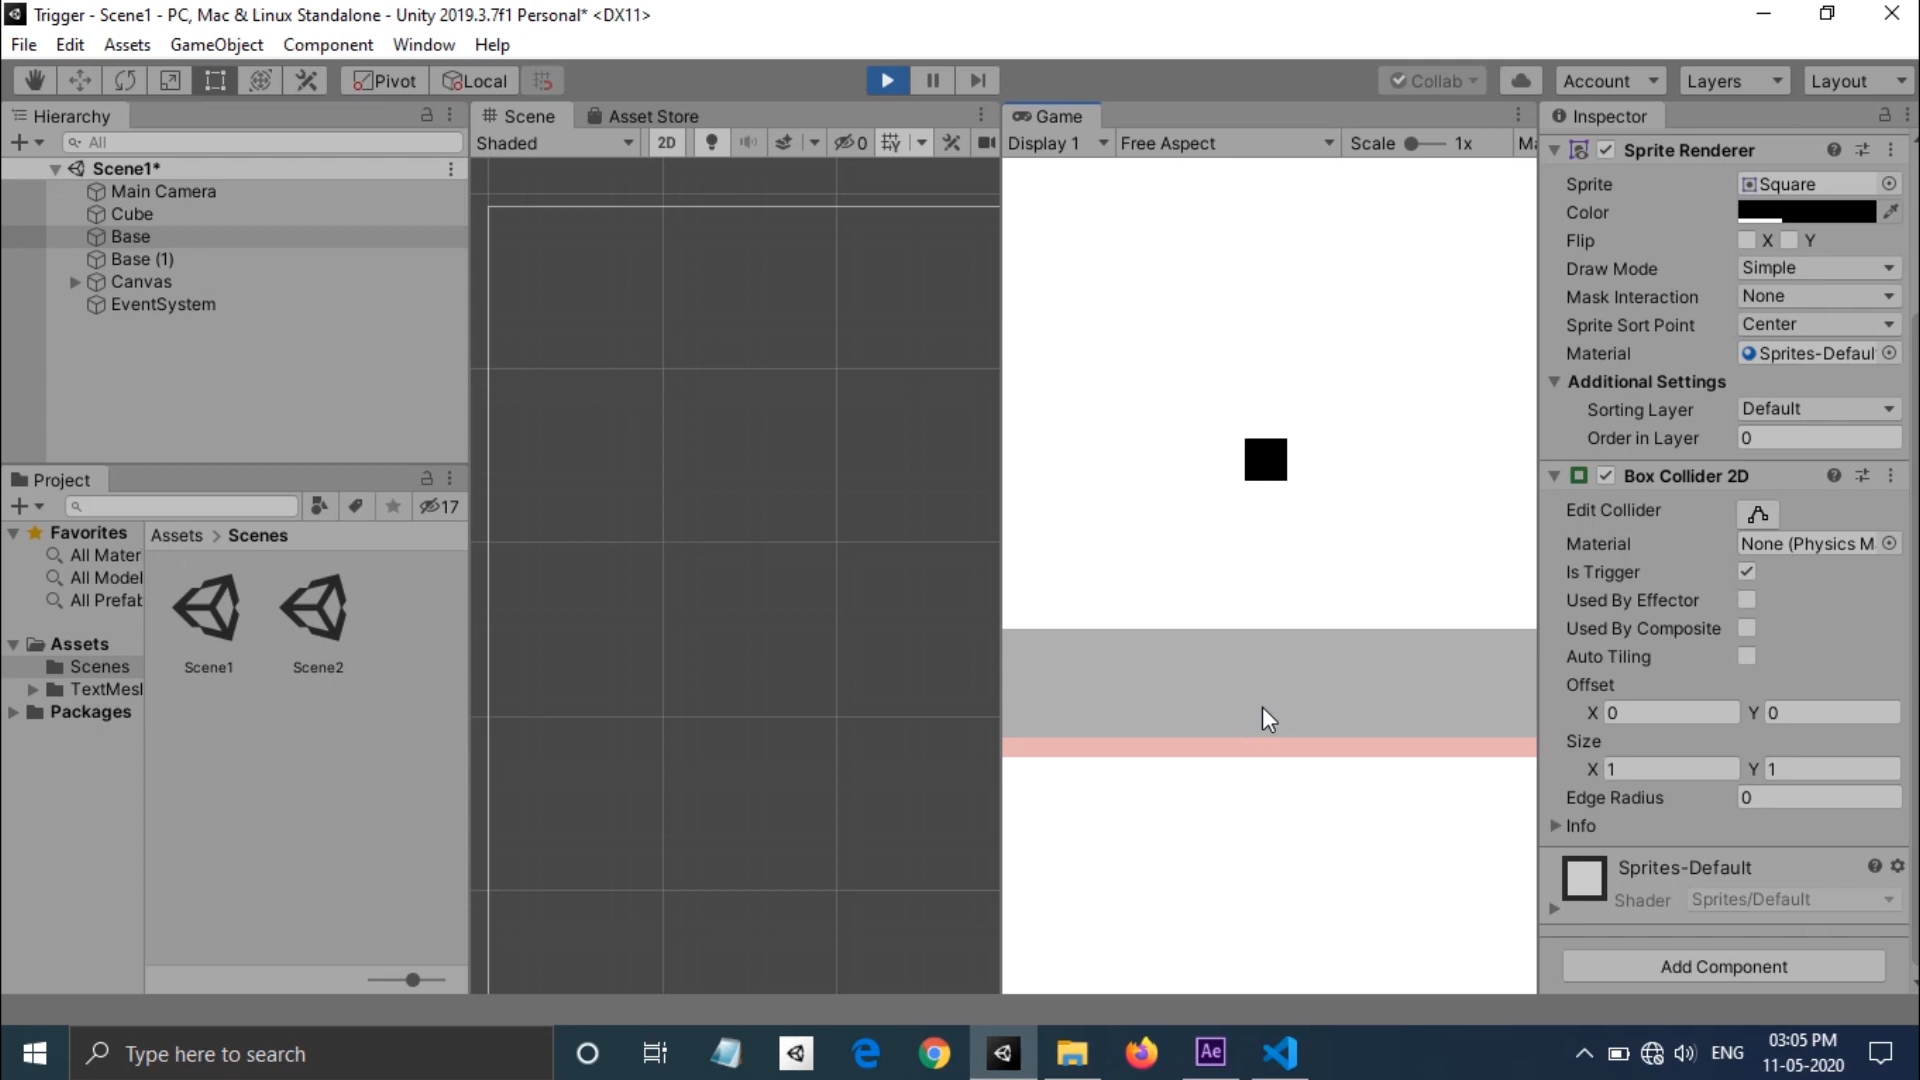 Trigger - Scene1 - PC, Mac & Linux Standalone - Unity 2019.3.7f1 Personal* <DX11>
File Edit Assets GameObject Component Window Help
Pivot Local Collab Account Layers Layout
Hierarchy
All
Scene1*
Main Camera
Cube
Base
Base (1)
Canvas
EventSystem
Project
17
Favorites
All Mater
All Model
All Prefab
Assets
Scenes
TextMesl
Packages
Assets > Scenes
Scene1
Scene2
Scene Asset Store
Shaded 2D 0
Game
Display 1 Free Aspect Scale 1x Ma
Inspector
Sprite Renderer
Sprite Square
Color
Flip X Y
Draw Mode Simple
Mask Interaction None
Sprite Sort Point Center
Material Sprites-Defaul
Additional Settings
Sorting Layer Default
Order in Layer 0
Box Collider 2D
Edit Collider
Material None (Physics M
Is Trigger
Used By Effector
Used By Composite
Auto Tiling
Offset
X 0 Y 0
Size
X 1 Y 1
Edge Radius 0
Info
Sprites-Default
Shader Sprites/Default
Add Component
Type here to search
Ae
ENG
03:05 PM
11-05-2020